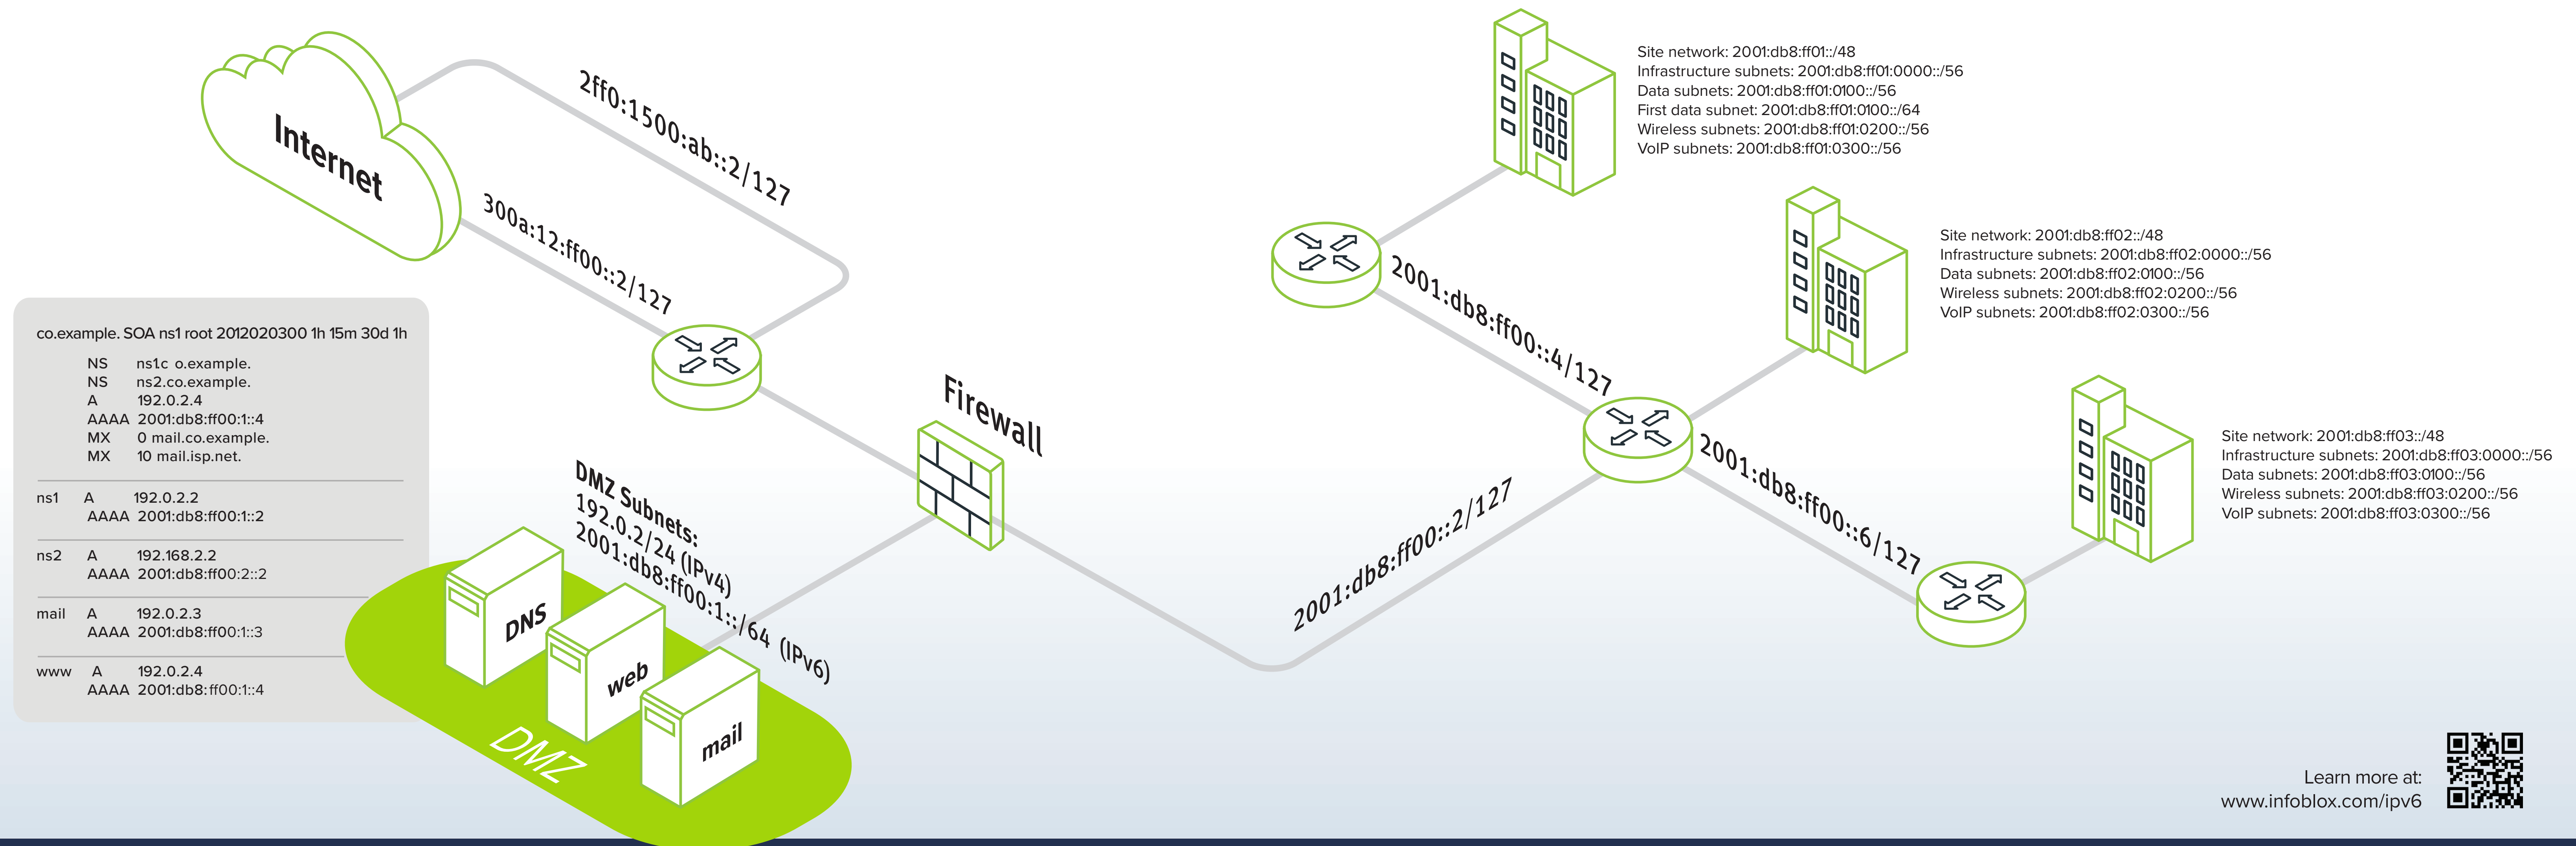 Internet
2ff0:1500:ab::2/127
300a:12:ff00::2/127
co.example. SOA ns1 root 2012020300 1h 15m 30d 1h
NS ns1.c o.example.
NS ns2.co.example.
A 192.0.2.4
AAAA 2001:db8:ff00:1::4
MX 0 mail.co.example.
MX 10 mail.isp.net.
ns1 A 192.0.2.2
AAAA 2001:db8:ff00:1::2
ns2 A 192.168.2.2
AAAA 2001:db8:ff00:2::2
mail A 192.0.2.3
AAAA 2001:db8:ff00:1::3
www A 192.0.2.4
AAAA 2001:db8:ff00:1::4
Firewall
DMZ Subnets:
192.0.2/24 (IPv4)
2001:db8:ff00:1::/64 (IPv6)
DNS
web
mail
DMZ
2001:db8:ff00::2/127
2001:db8:ff00::4/127
2001:db8:ff00::6/127
Site network: 2001:db8:ff01::/48
Infrastructure subnets: 2001:db8:ff01:0000::/56
Data subnets: 2001:db8:ff01:0100::/56
First data subnet: 2001:db8:ff01:0100::/64
Wireless subnets: 2001:db8:ff01:0200::/56
VoIP subnets: 2001:db8:ff01:0300::/56
Site network: 2001:db8:ff02::/48
Infrastructure subnets: 2001:db8:ff02:0000::/56
Data subnets: 2001:db8:ff02:0100::/56
Wireless subnets: 2001:db8:ff02:0200::/56
VoIP subnets: 2001:db8:ff02:0300::/56
Site network: 2001:db8:ff03::/48
Infrastructure subnets: 2001:db8:ff03:0000::/56
Data subnets: 2001:db8:ff03:0100::/56
Wireless subnets: 2001:db8:ff03:0200::/56
VoIP subnets: 2001:db8:ff03:0300::/56
Learn more at:
www.infoblox.com/ipv6